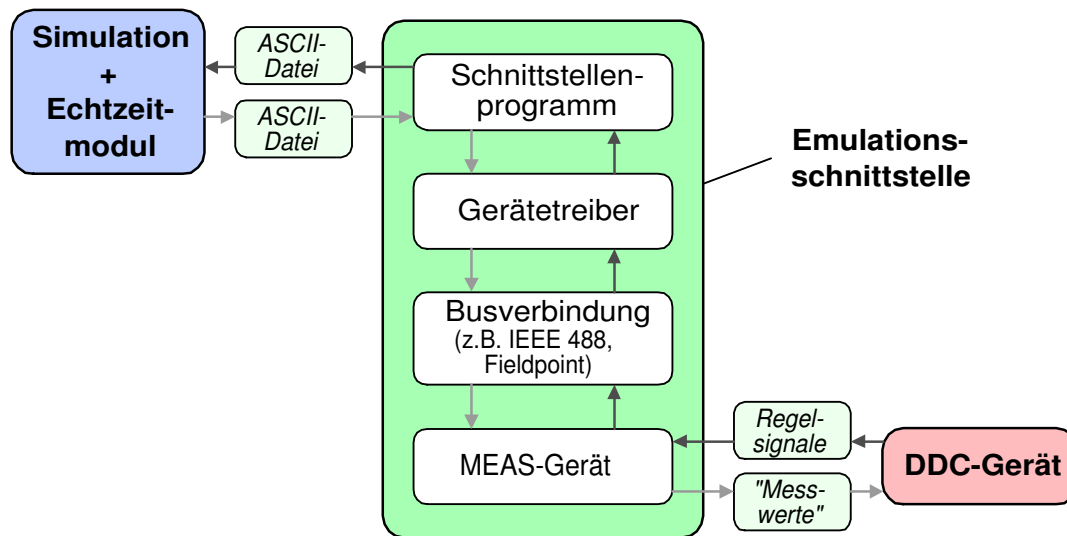 Simulation
+
Echtzeit-
modul
ASCII-
Datei
ASCII-
Datei
Schnittstellen-
programm
Gerätetreiber
Busverbindung
(z.B. IEEE 488,
Fieldpoint)
MEAS-Gerät
Emulations-
schnittstelle
Regel-
signale
"Mess-
werte"
DDC-Gerät